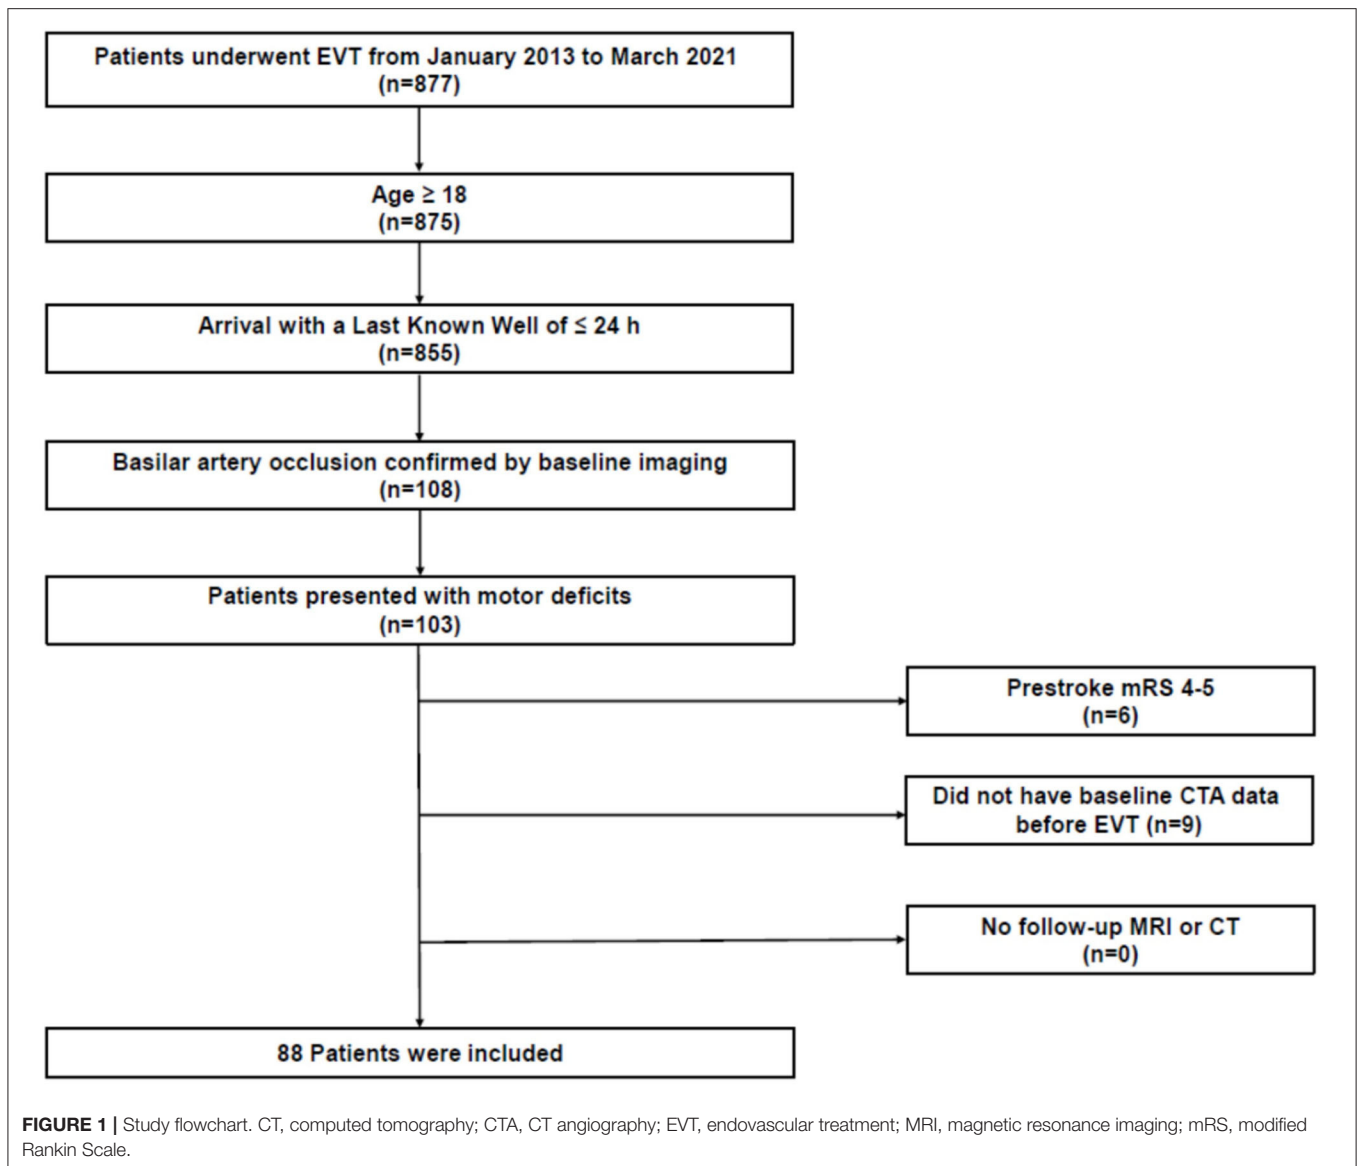 Patients underwent EVT from January 2013 to March 2021
(n=877)
Age ≥ 18
(n=875)
Arrival with a Last Known Well of ≤ 24 h
(n=855)
Basilar artery occlusion confirmed by baseline imaging
(n=108)
Patients presented with motor deficits
(n=103)
Prestroke mRS 4-5
(n=6)
Did not have baseline CTA data
before EVT (n=9)
No follow-up MRI or CT
(n=0)
88 Patients were included
FIGURE 1 | Study flowchart. CT, computed tomography; CTA, CT angiography; EVT, endovascular treatment; MRI, magnetic resonance imaging; mRS, modified
Rankin Scale.